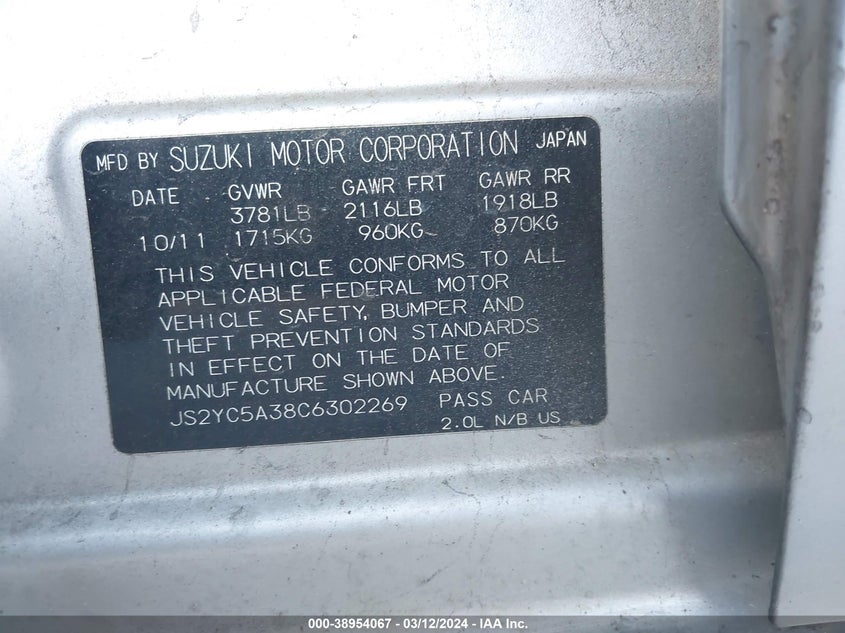 MFD BY SUZUKI MOTOR CORPORATION JAPAN
DATE GVWR GAWR FRT GAWR RR
3781LB 2116LB 1918LB
10/11 1715KG 960KG 870KG
THIS VEHICLE CONFORMS TO ALL
APPLICABLE FEDERAL MOTOR
VEHICLE SAFETY, BUMPER AND
THEFT PREVENTION STANDARDS
IN EFFECT ON THE DATE OF
MANUFACTURE SHOWN ABOVE
JS2YC5A38C6302269 PASS CAR
2.0L N/B US
000-38954067 - 03/12/2024 - IAA Inc.